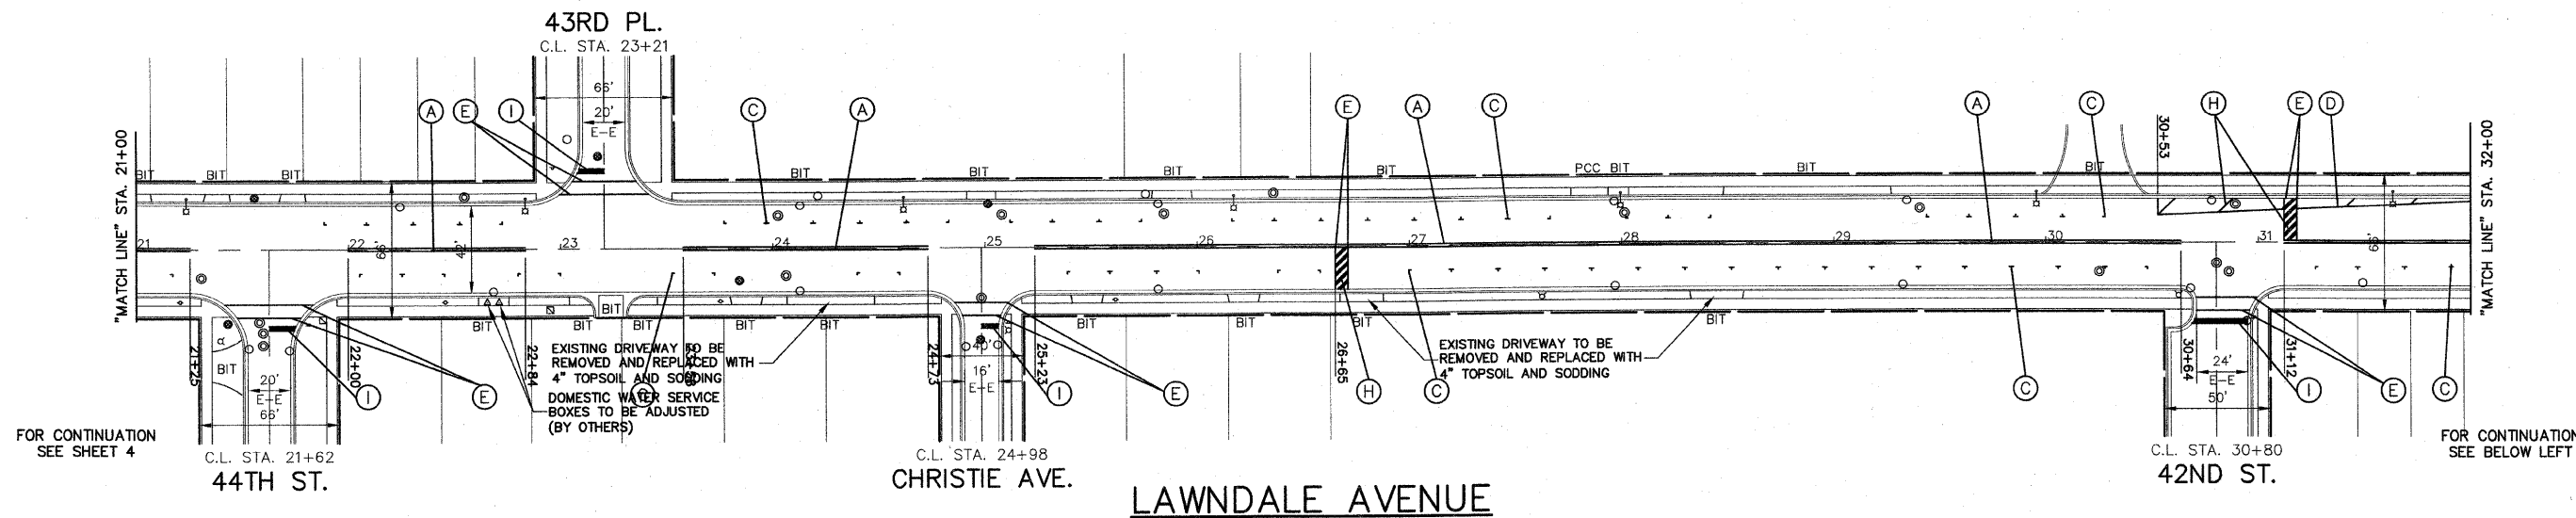 43RD PL.
C.L. STA. 23+21
66'
20'
E-E
A
E
I
C
A
E
A
C
A
C
H
E
D
30+53
"MATCH LINE" STA. 21+00
"MATCH LINE" STA. 32+00
BIT
BIT
BIT
BIT
BIT
BIT
BIT
PCC BIT
BIT
BIT
21
22
23
24
25
26
27
28
29
30
31
66'
42'
66'
BIT
BIT
BIT
BIT
BIT
BIT
BIT
BIT
BIT
BIT
BIT
21+25
22+00
22+84
24+73
25+23
26+65
30+64
31+12
EXISTING DRIVEWAY TO BE
REMOVED AND REPLACED WITH
4" TOPSOIL AND SODDING
DOMESTIC WATER SERVICE
BOXES TO BE ADJUSTED
(BY OTHERS)
EXISTING DRIVEWAY TO BE
REMOVED AND REPLACED WITH
4" TOPSOIL AND SODDING
20'
E-E
66'
I
E
40'
16'
E-E
I
E
H
C
C
24'
E-E
50'
I
E
C
FOR CONTINUATION
SEE SHEET 4
C.L. STA. 21+62
44TH ST.
C.L. STA. 24+98
CHRISTIE AVE.
C.L. STA. 30+80
42ND ST.
FOR CONTINUATION
SEE BELOW LEFT
LAWNDALE AVENUE